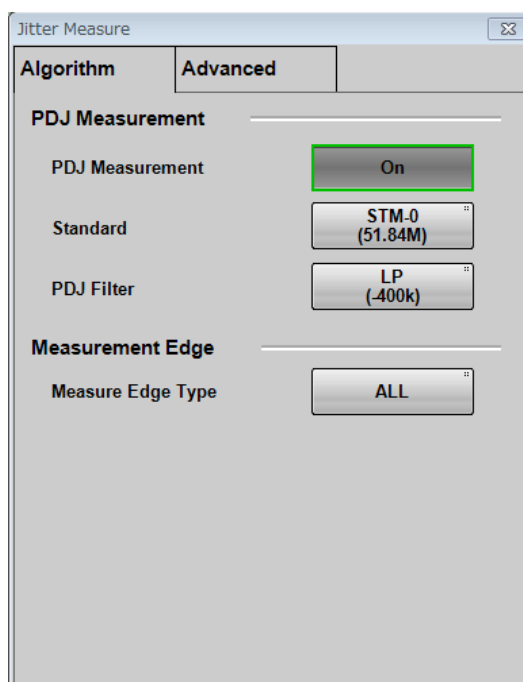 Jitter Measure
Algorithm
Advanced
PDJ Measurement
PDJ Measurement
On
Standard
STM-0
(51.84M)
PDJ Filter
LP
(-400k)
Measurement Edge
Measure Edge Type
ALL